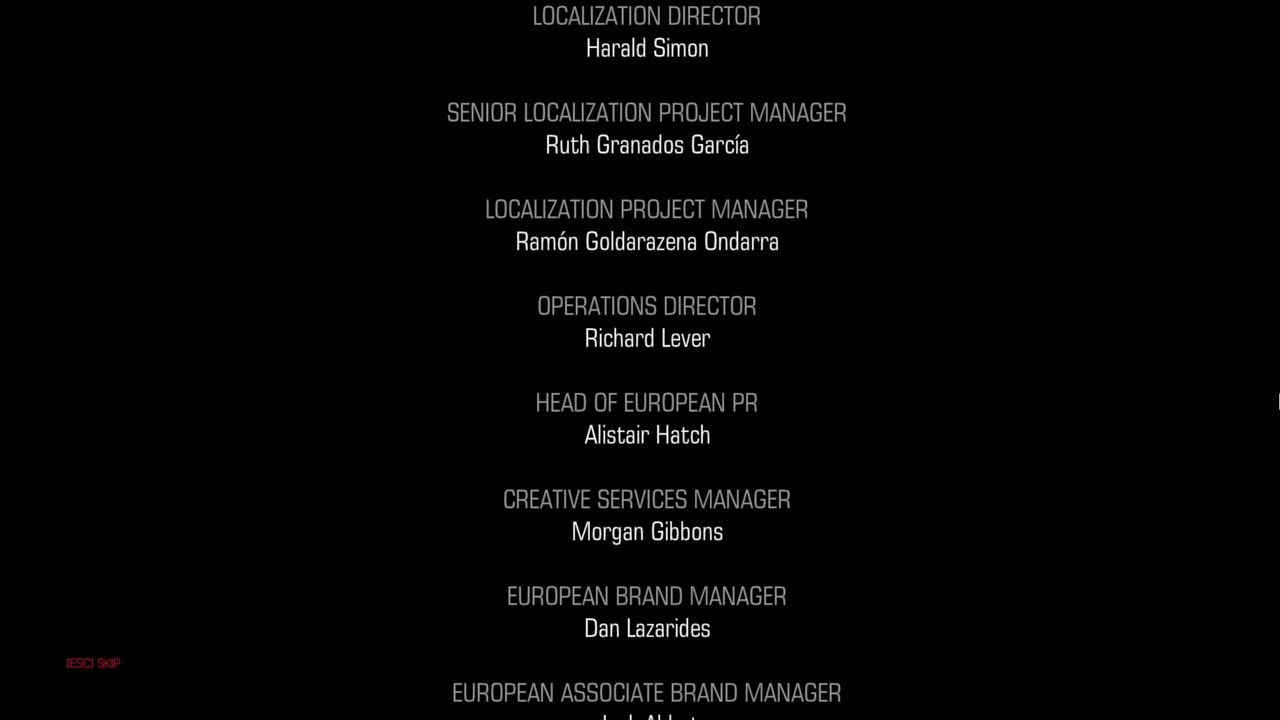 LOCALIZATION DIRECTOR
Harald Simon
SENIOR LOCALIZATION PROJECT MANAGER
Ruth Granados García
LOCALIZATION PROJECT MANAGER
Ramón Goldarazena Ondarra
OPERATIONS DIRECTOR
Richard Lever
HEAD OF EUROPEAN PR
Alistair Hatch
CREATIVE SERVICES MANAGER
Morgan Gibbons
EUROPEAN BRAND MANAGER
Dan Lazarides
[ESC] SKIP
EUROPEAN ASSOCIATE BRAND MANAGER